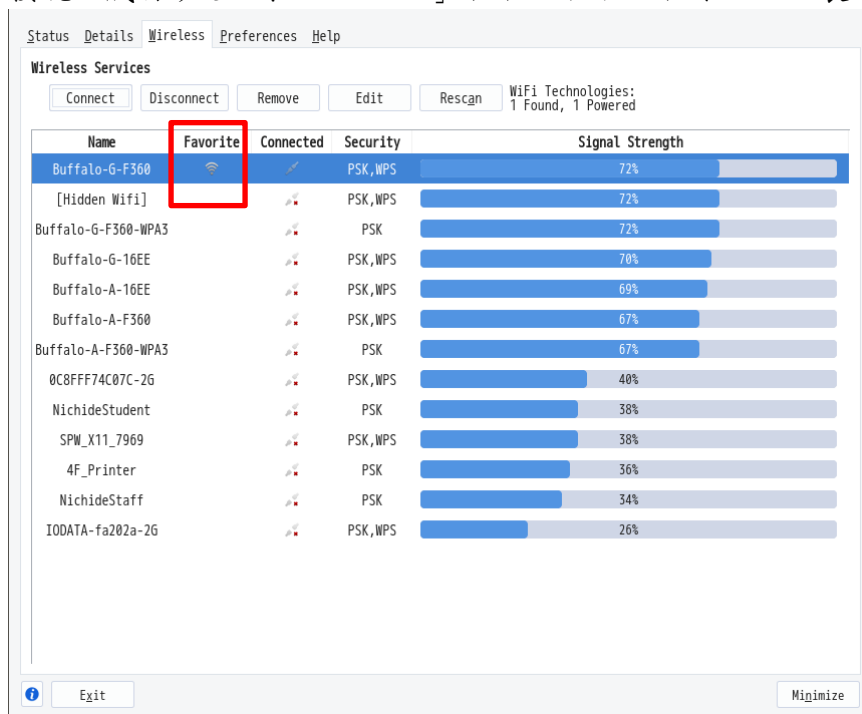 Status Details Wireless Preferences Help
Wireless Services
Connect Disconnect Remove Edit Rescan WiFi Technologies:
1 Found, 1 Powered
Name Favorite Connected Security Signal Strength
Buffalo-G-F360 PSK,WPS 72%
[Hidden Wifi] PSK,WPS 72%
Buffalo-G-F360-WPA3 PSK 72%
Buffalo-G-16EE PSK,WPS 70%
Buffalo-A-16EE PSK,WPS 69%
Buffalo-A-F360 PSK,WPS 67%
Buffalo-A-F360-WPA3 PSK 67%
0C8FFF74C07C-2G PSK,WPS 40%
NichideStudent PSK 38%
SPW_X11_7969 PSK,WPS 38%
4F_Printer PSK 36%
NichideStaff PSK 34%
IODATA-fa202a-2G PSK,WPS 26%
Exit Minimize